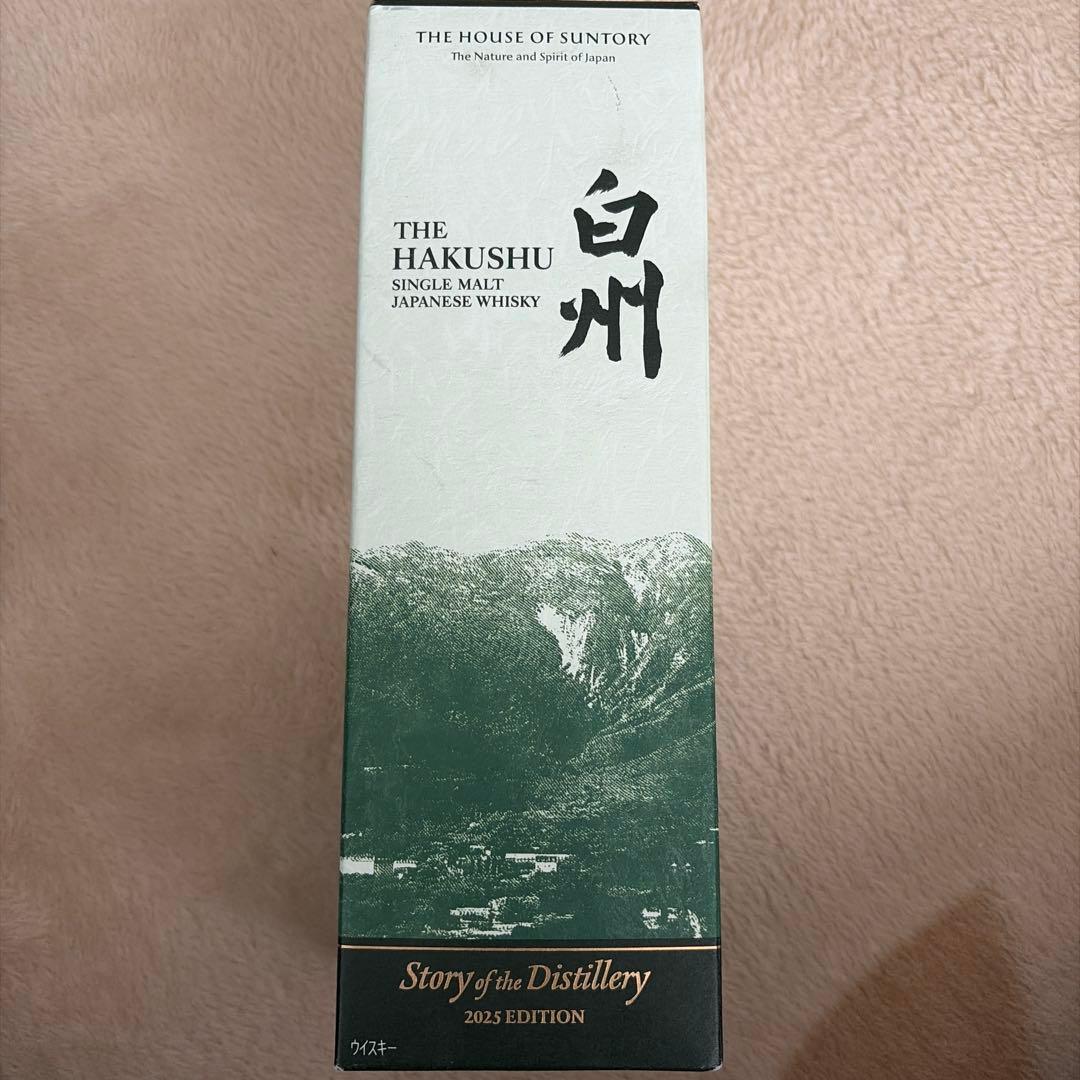 THE HOUSE OF SUNTORY
The Nature and Spirit of Japan
THE
HAKUSHU
SINGLE MALT
JAPANESE WHISKY
白州
Story of the Distillery
2025 EDITION
ウイスキー